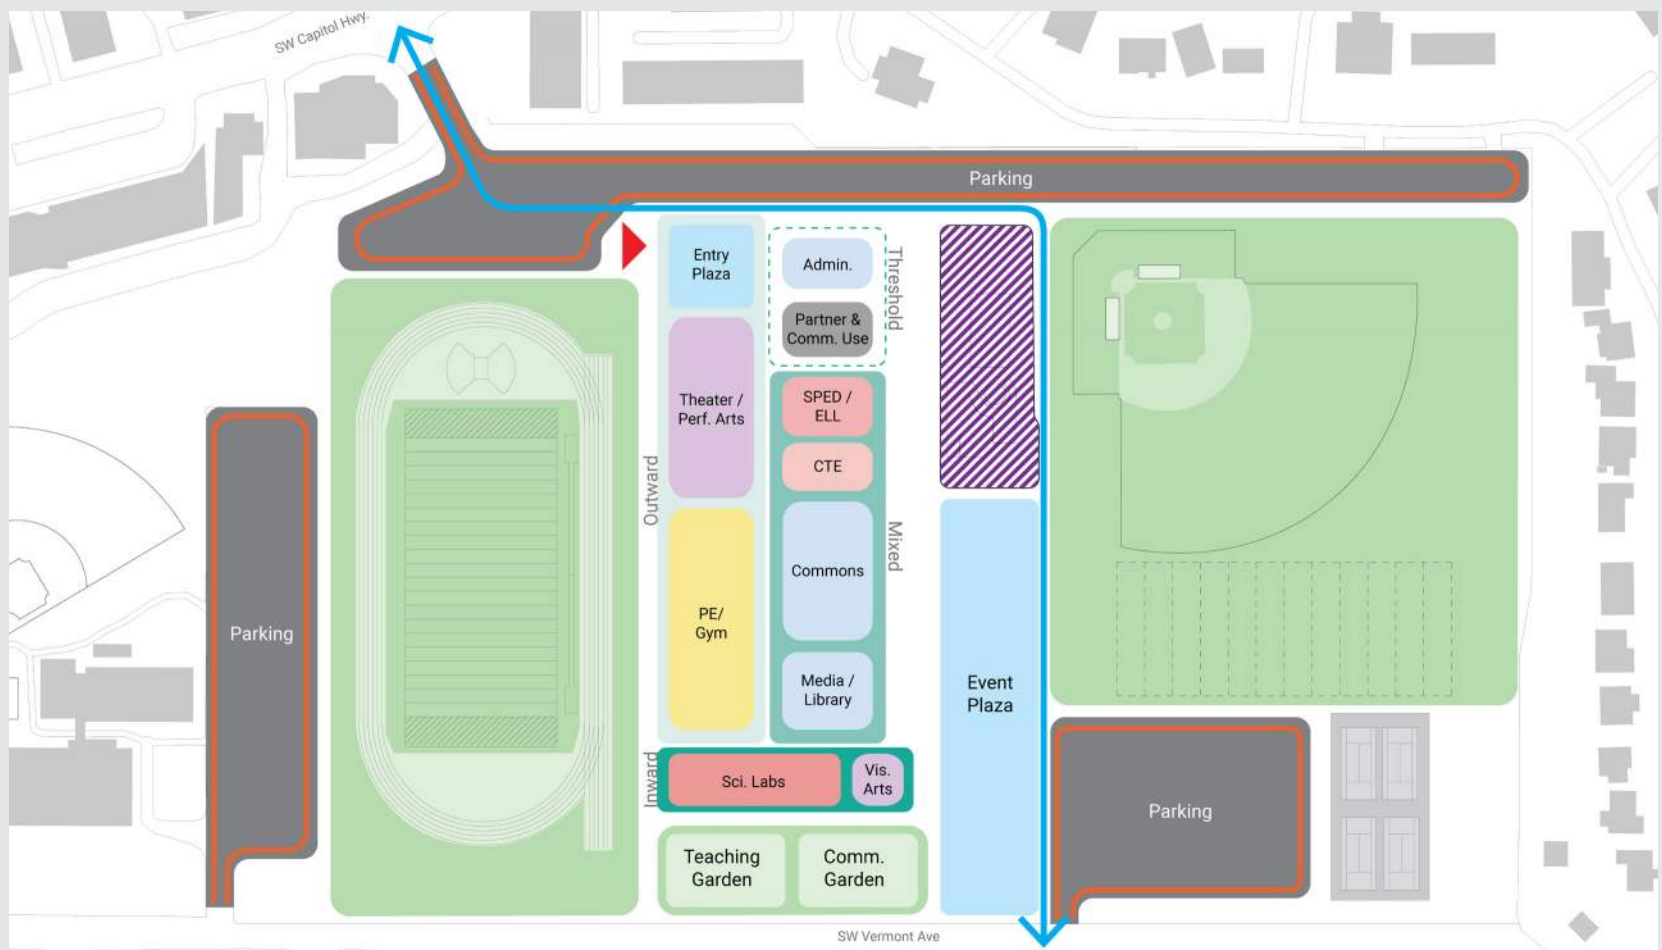 SW Capitol Hwy.
Parking
Entry
Plaza
Admin.
Threshold
Partner &
Comm. Use
Theater /
Perf. Arts
SPED /
ELL
CTE
Outward
Mixed
Commons
PE/
Gym
Parking
Media /
Library
Event
Plaza
Inward
Sci. Labs
Vis.
Arts
Parking
Teaching
Garden
Comm.
Garden
SW Vermont Ave